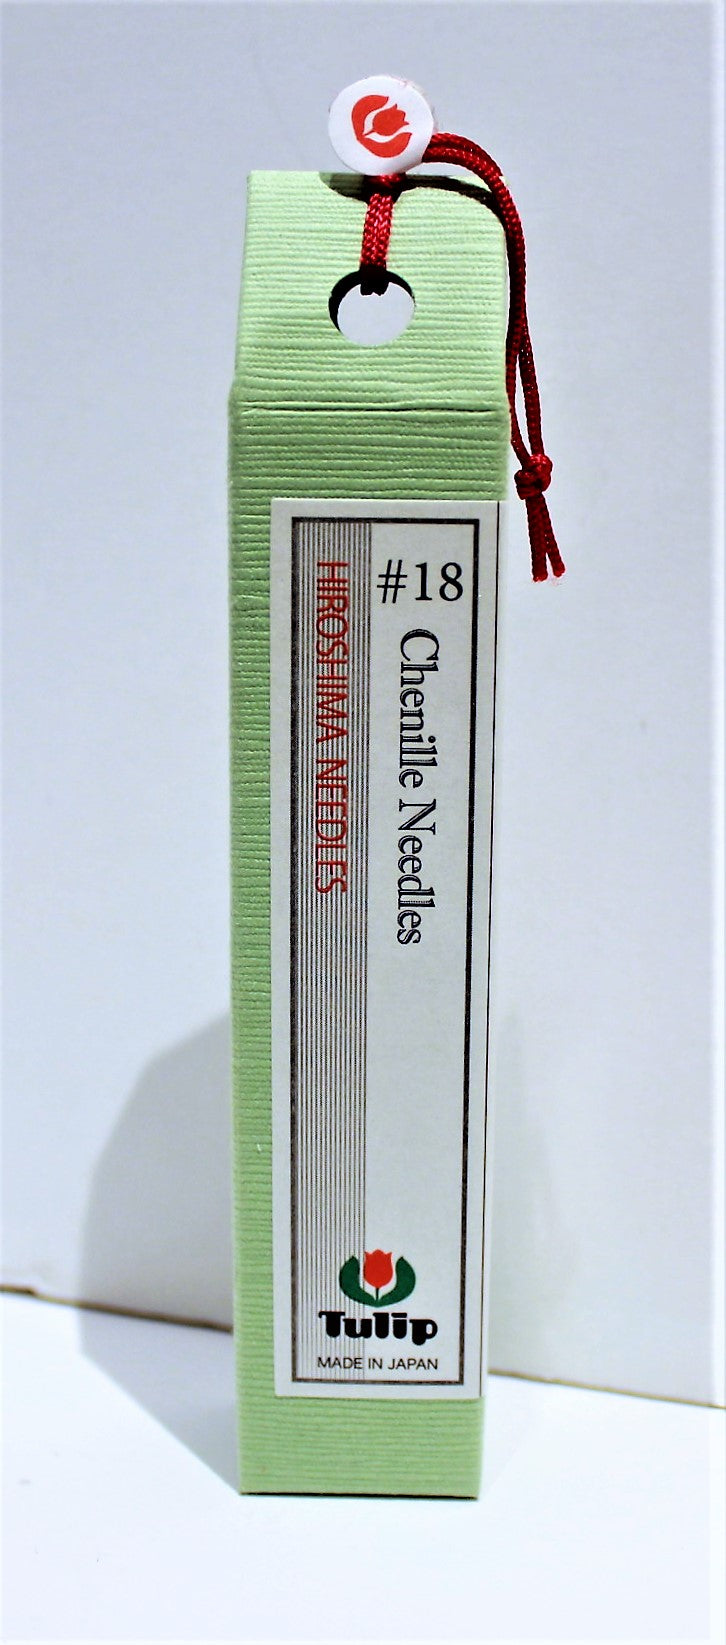 #18
Chenille Needles
HIROSHIMA NEEDLES
Tulip
MADE IN JAPAN